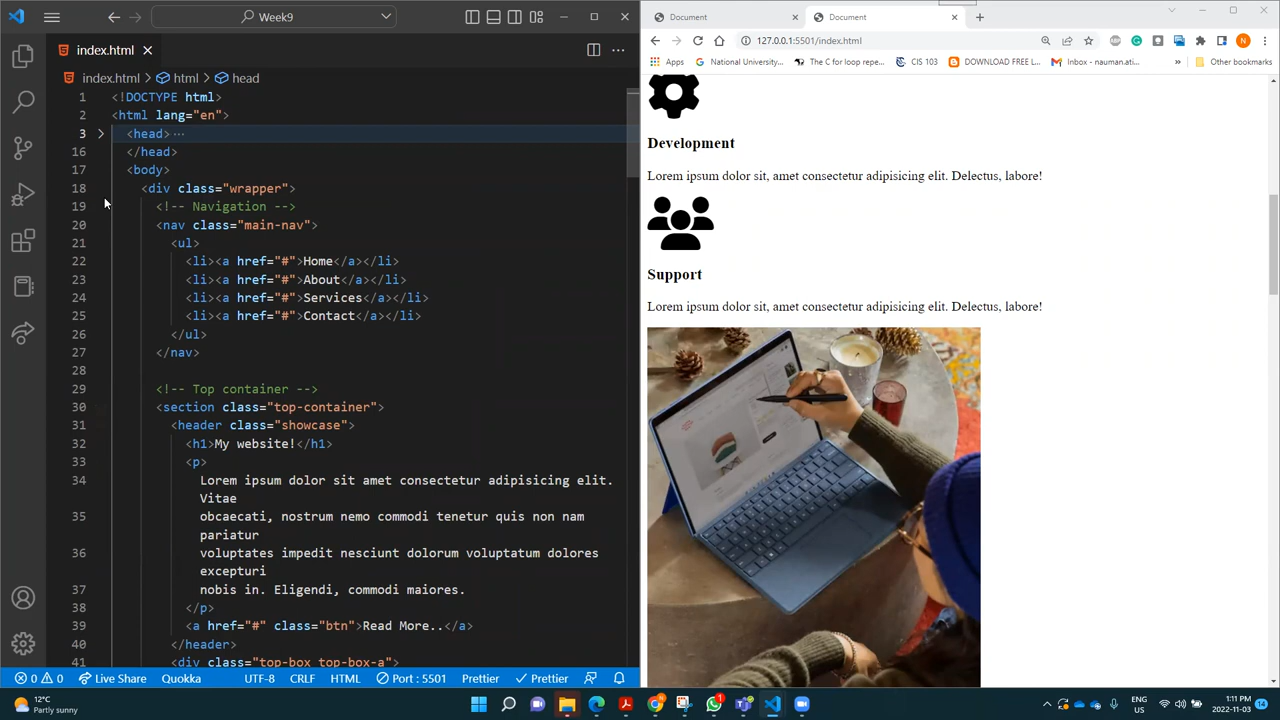 Week9
index.html
index.html > html > head
1 <!DOCTYPE html>
2 <html lang="en">
3 <head> ...
16 </head>
17 <body>
18 <div class="wrapper">
19 <!-- Navigation -->
20 <nav class="main-nav">
21 <ul>
22 <li><a href="#">Home</a></li>
23 <li><a href="#">About</a></li>
24 <li><a href="#">Services</a></li>
25 <li><a href="#">Contact</a></li>
26 </ul>
27 </nav>
28
29 <!-- Top container -->
30 <section class="top-container">
31 <header class="showcase">
32 <h1>My website!</h1>
33 <p>
34 Lorem ipsum dolor sit amet consectetur adipisicing elit.
Vitae
35 obcaecati, nostrum nemo commodi tenetur quis non nam
pariatur
36 voluptates impedit nesciunt dolorum voluptatum dolores
excepturi
37 nobis in. Eligendi, commodi maiores.
38 </p>
39 <a href="#" class="btn">Read More..</a>
40 </header>
41 <div class="top-box top-box-a">
0 0 Live Share Quokka UTF-8 CRLF HTML Port : 5501 Prettier Prettier
Document Document
127.0.0.1:5501/index.html N
Apps National University... The C for loop repe... CIS 103 DOWNLOAD FREE L... Inbox - nauman.ati... » Other bookmarks
Development
Lorem ipsum dolor sit, amet consectetur adipisicing elit. Delectus, labore!
Support
Lorem ipsum dolor sit, amet consectetur adipisicing elit. Delectus, labore!
12°C
Partly sunny
1
ENG
US
1:11 PM
2022-11-03
14